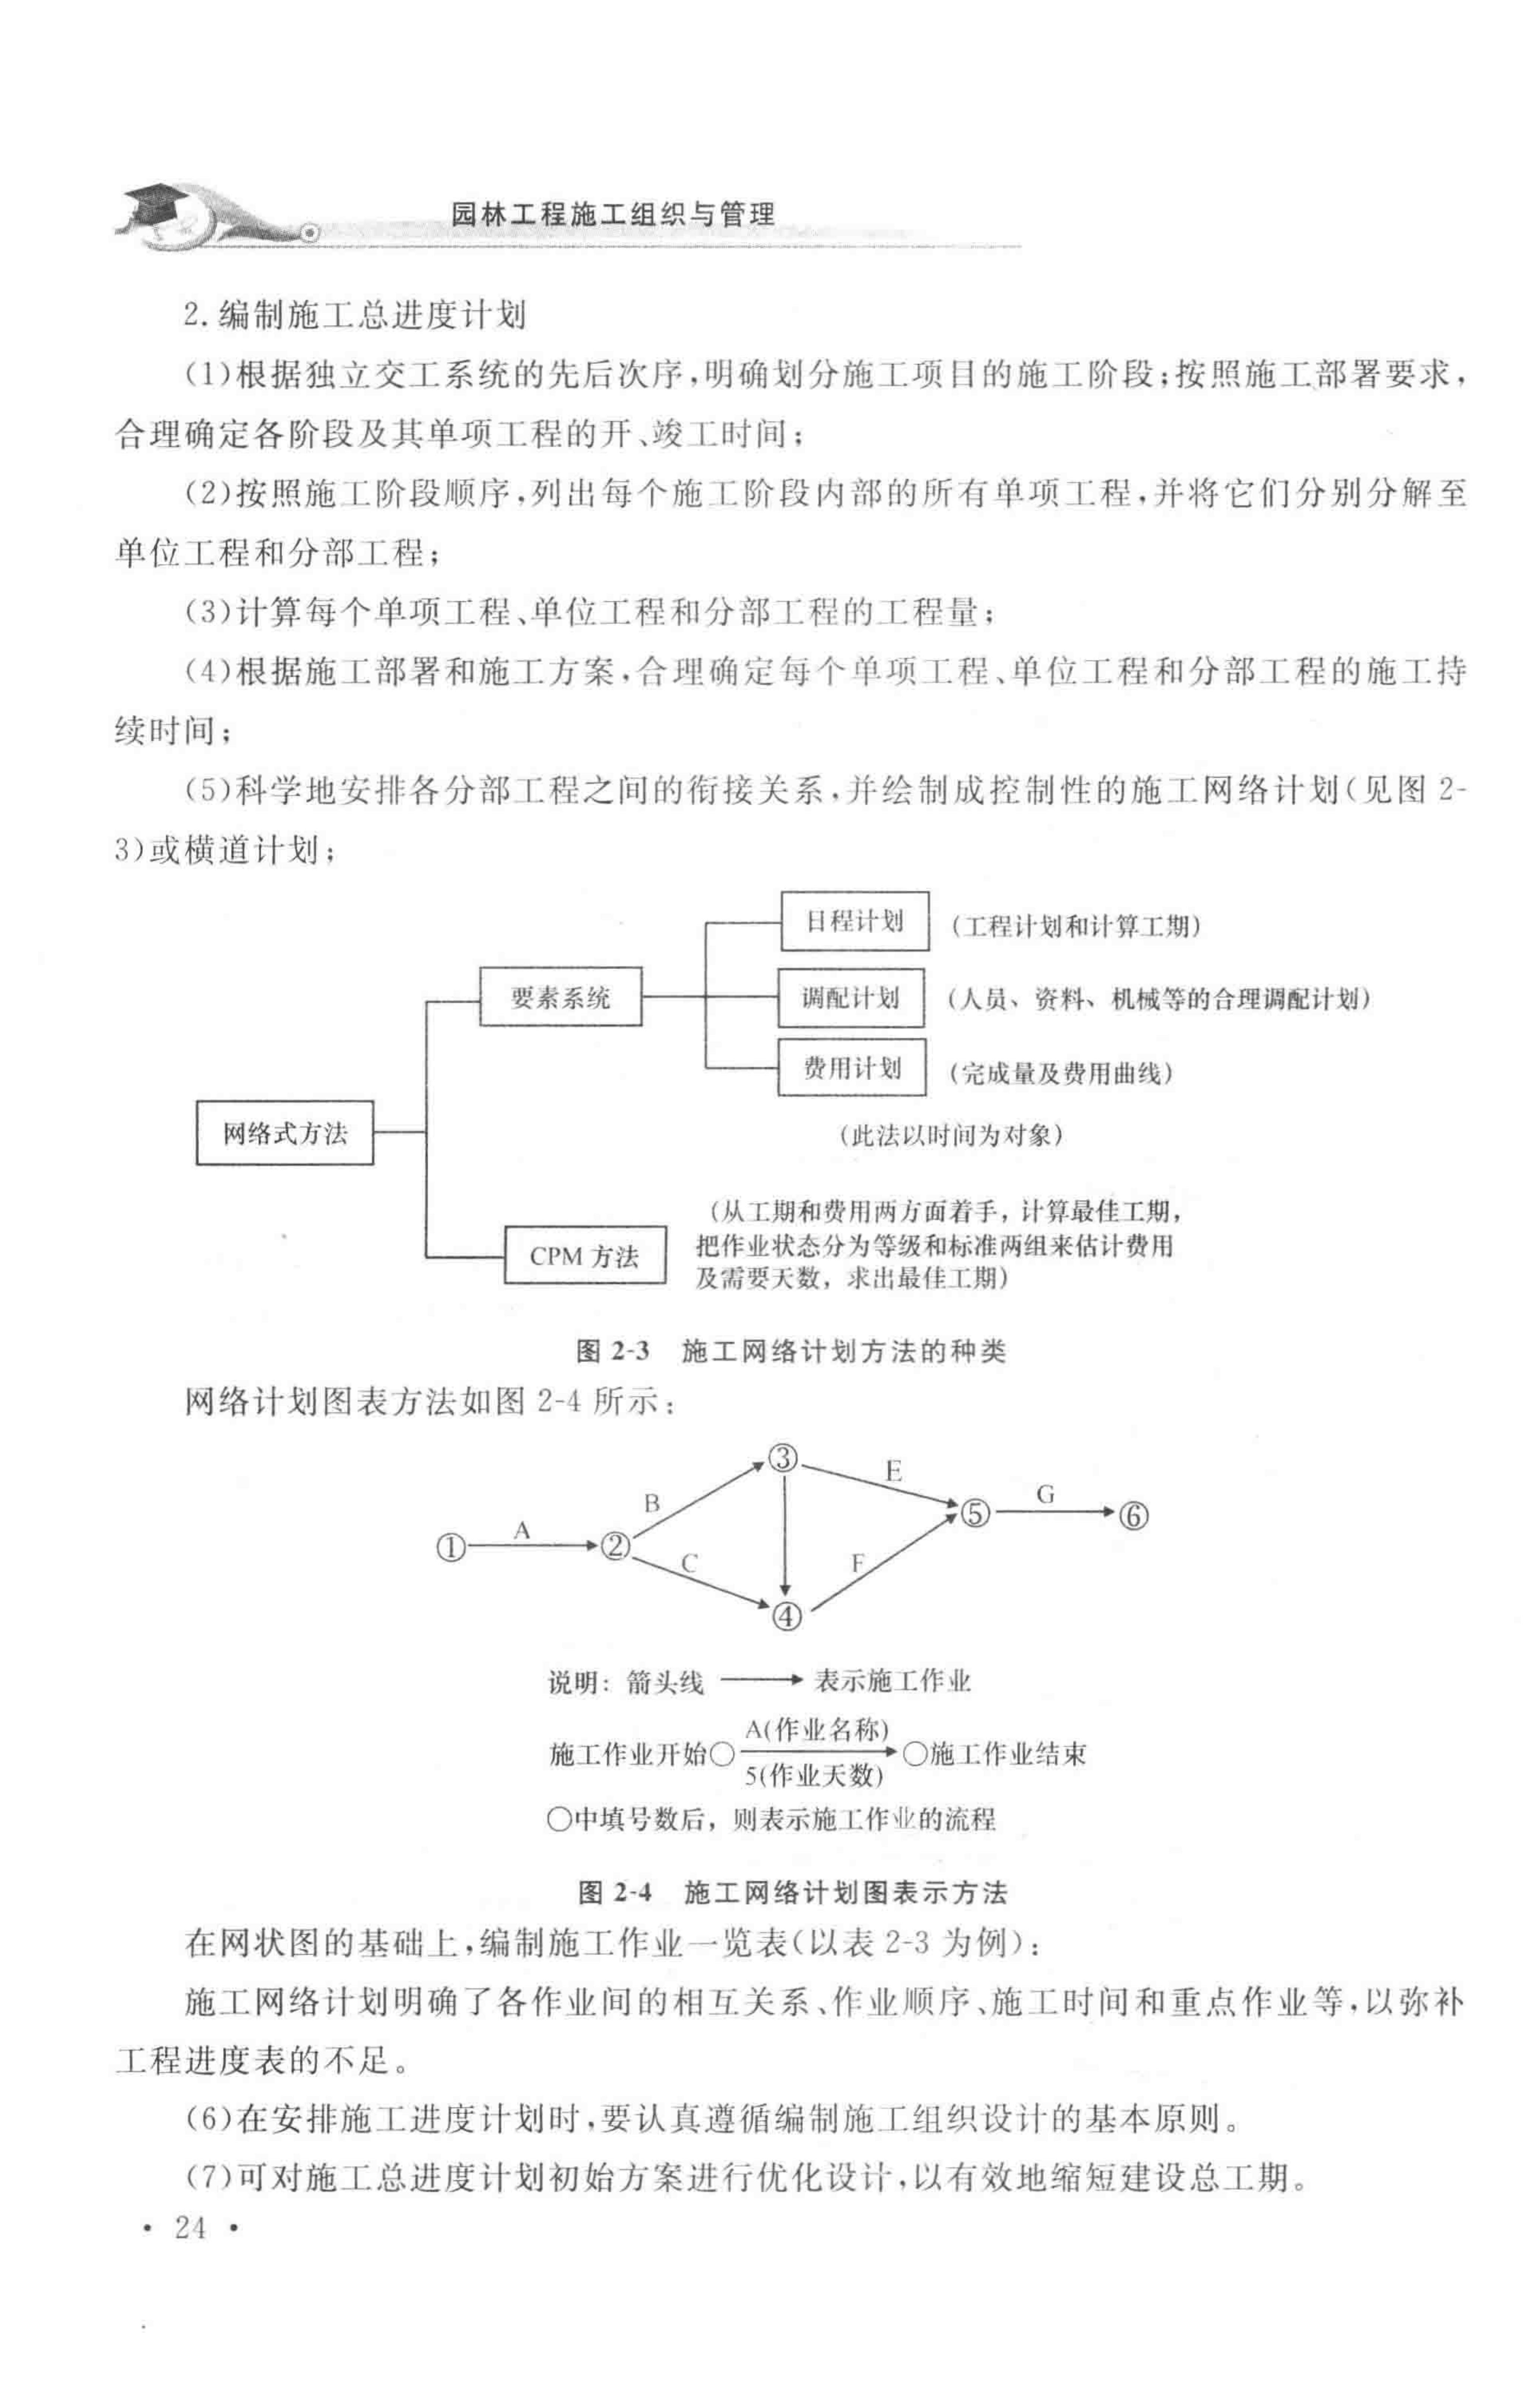 园林工程施工组织与管理
2.编制施工总进度计划
(1)根据独立交工系统的先后次序,明确划分施工项目的施工阶段;按照施工部署要求,
合理确定各阶段及其单项工程的开、竣工时间;
(2)按照施工阶段顺序,列出每个施工阶段内部的所有单项工程,并将它们分别分解至
单位工程和分部工程;
(3)计算每个单项工程、单位工程和分部工程的工程量;
(4)根据施工部署和施工方案,合理确定每个单项工程、单位工程和分部工程的施工持
续时间;
(5)科学地安排各分部工程之间的衔接关系,并绘制成控制性的施工网络计划(见图 2-
3)或横道计划;
日程计划 (工程计划和计算工期)
要素系统 调配计划 (人员、资料、机械等的合理调配计划)
费用计划 (完成量及费用曲线)
网络式方法 (此法以时间为对象)
(从工期和费用两方面着手,计算最佳工期,
CPM 方法 把作业状态分为等级和标准两组来估计费用
及需要天数,求出最佳工期)
图 2-3 施工网络计划方法的种类
网络计划图表方法如图 2-4 所示:
③ E
B G
① A ② ⑤ ⑥
C F
④
说明: 箭头线 ⟶ 表示施工作业
A(作业名称)
施工作业开始○ ⟶ ○施工作业结束
5(作业天数)
○中填号数后,则表示施工作业的流程
图 2-4 施工网络计划图表示方法
在网状图的基础上,编制施工作业一览表(以表 2-3 为例):
施工网络计划明确了各作业间的相互关系、作业顺序、施工时间和重点作业等,以弥补
工程进度表的不足。
(6)在安排施工进度计划时,要认真遵循编制施工组织设计的基本原则。
(7)可对施工总进度计划初始方案进行优化设计,以有效地缩短建设总工期。
· 24 ·